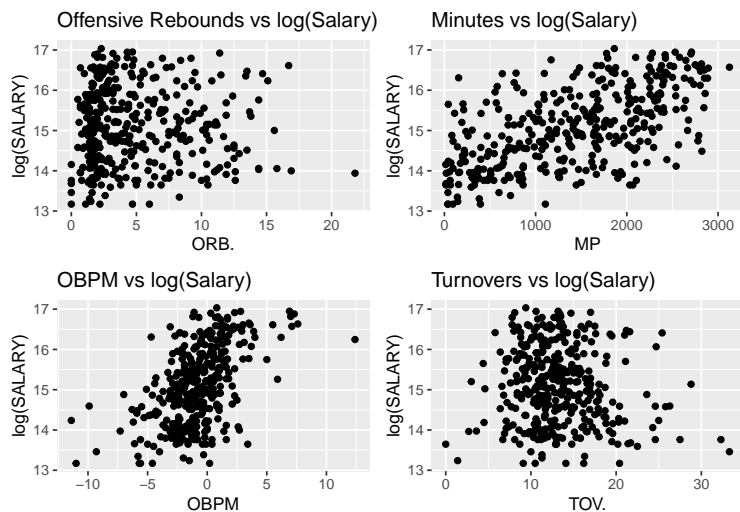 Offensive Rebounds vs log(Salary)
17
16
15
14
13
log(SALARY)
0 5 10 15 20
ORB.
Minutes vs log(Salary)
17
16
15
14
13
log(SALARY)
0 1000 2000 3000
MP
OBPM vs log(Salary)
17
16
15
14
13
log(SALARY)
−10 −5 0 5 10
OBPM
Turnovers vs log(Salary)
17
16
15
14
13
log(SALARY)
0 10 20 30
TOV.